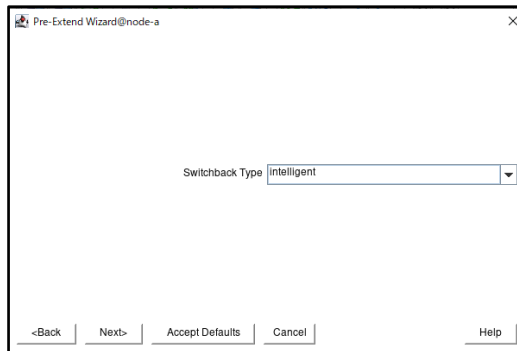 Pre-Extend Wizard@node-a
Switchback Type intelligent
<Back Next> Accept Defaults Cancel Help